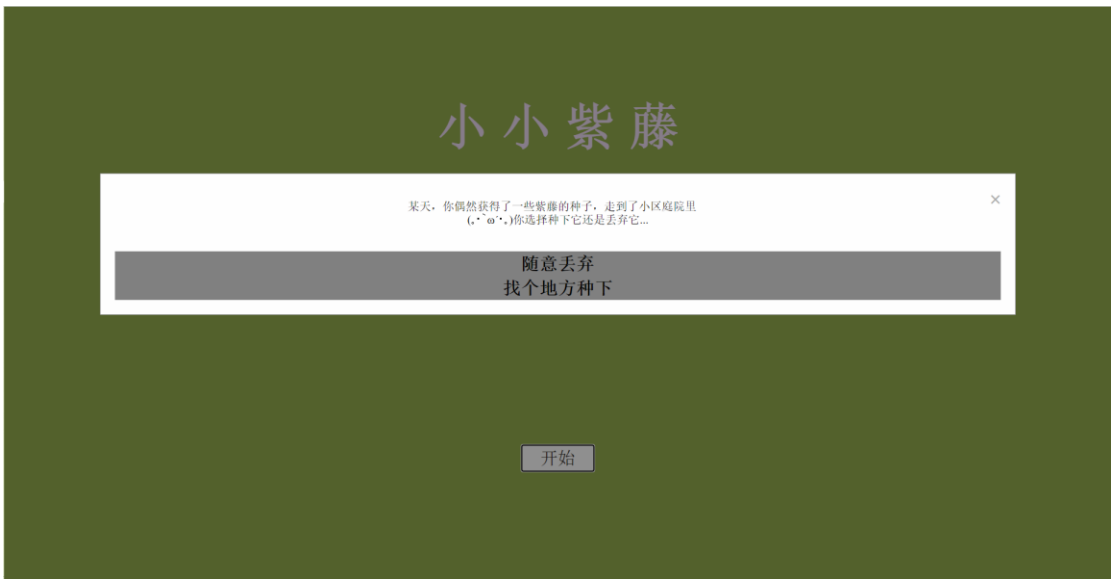 小小紫藤
某天，你偶然获得了一些紫藤的种子，走到了小区庭院里
(｡･`ω´･｡)你选择种下它还是丢弃它...
×
随意丢弃
找个地方种下
开始